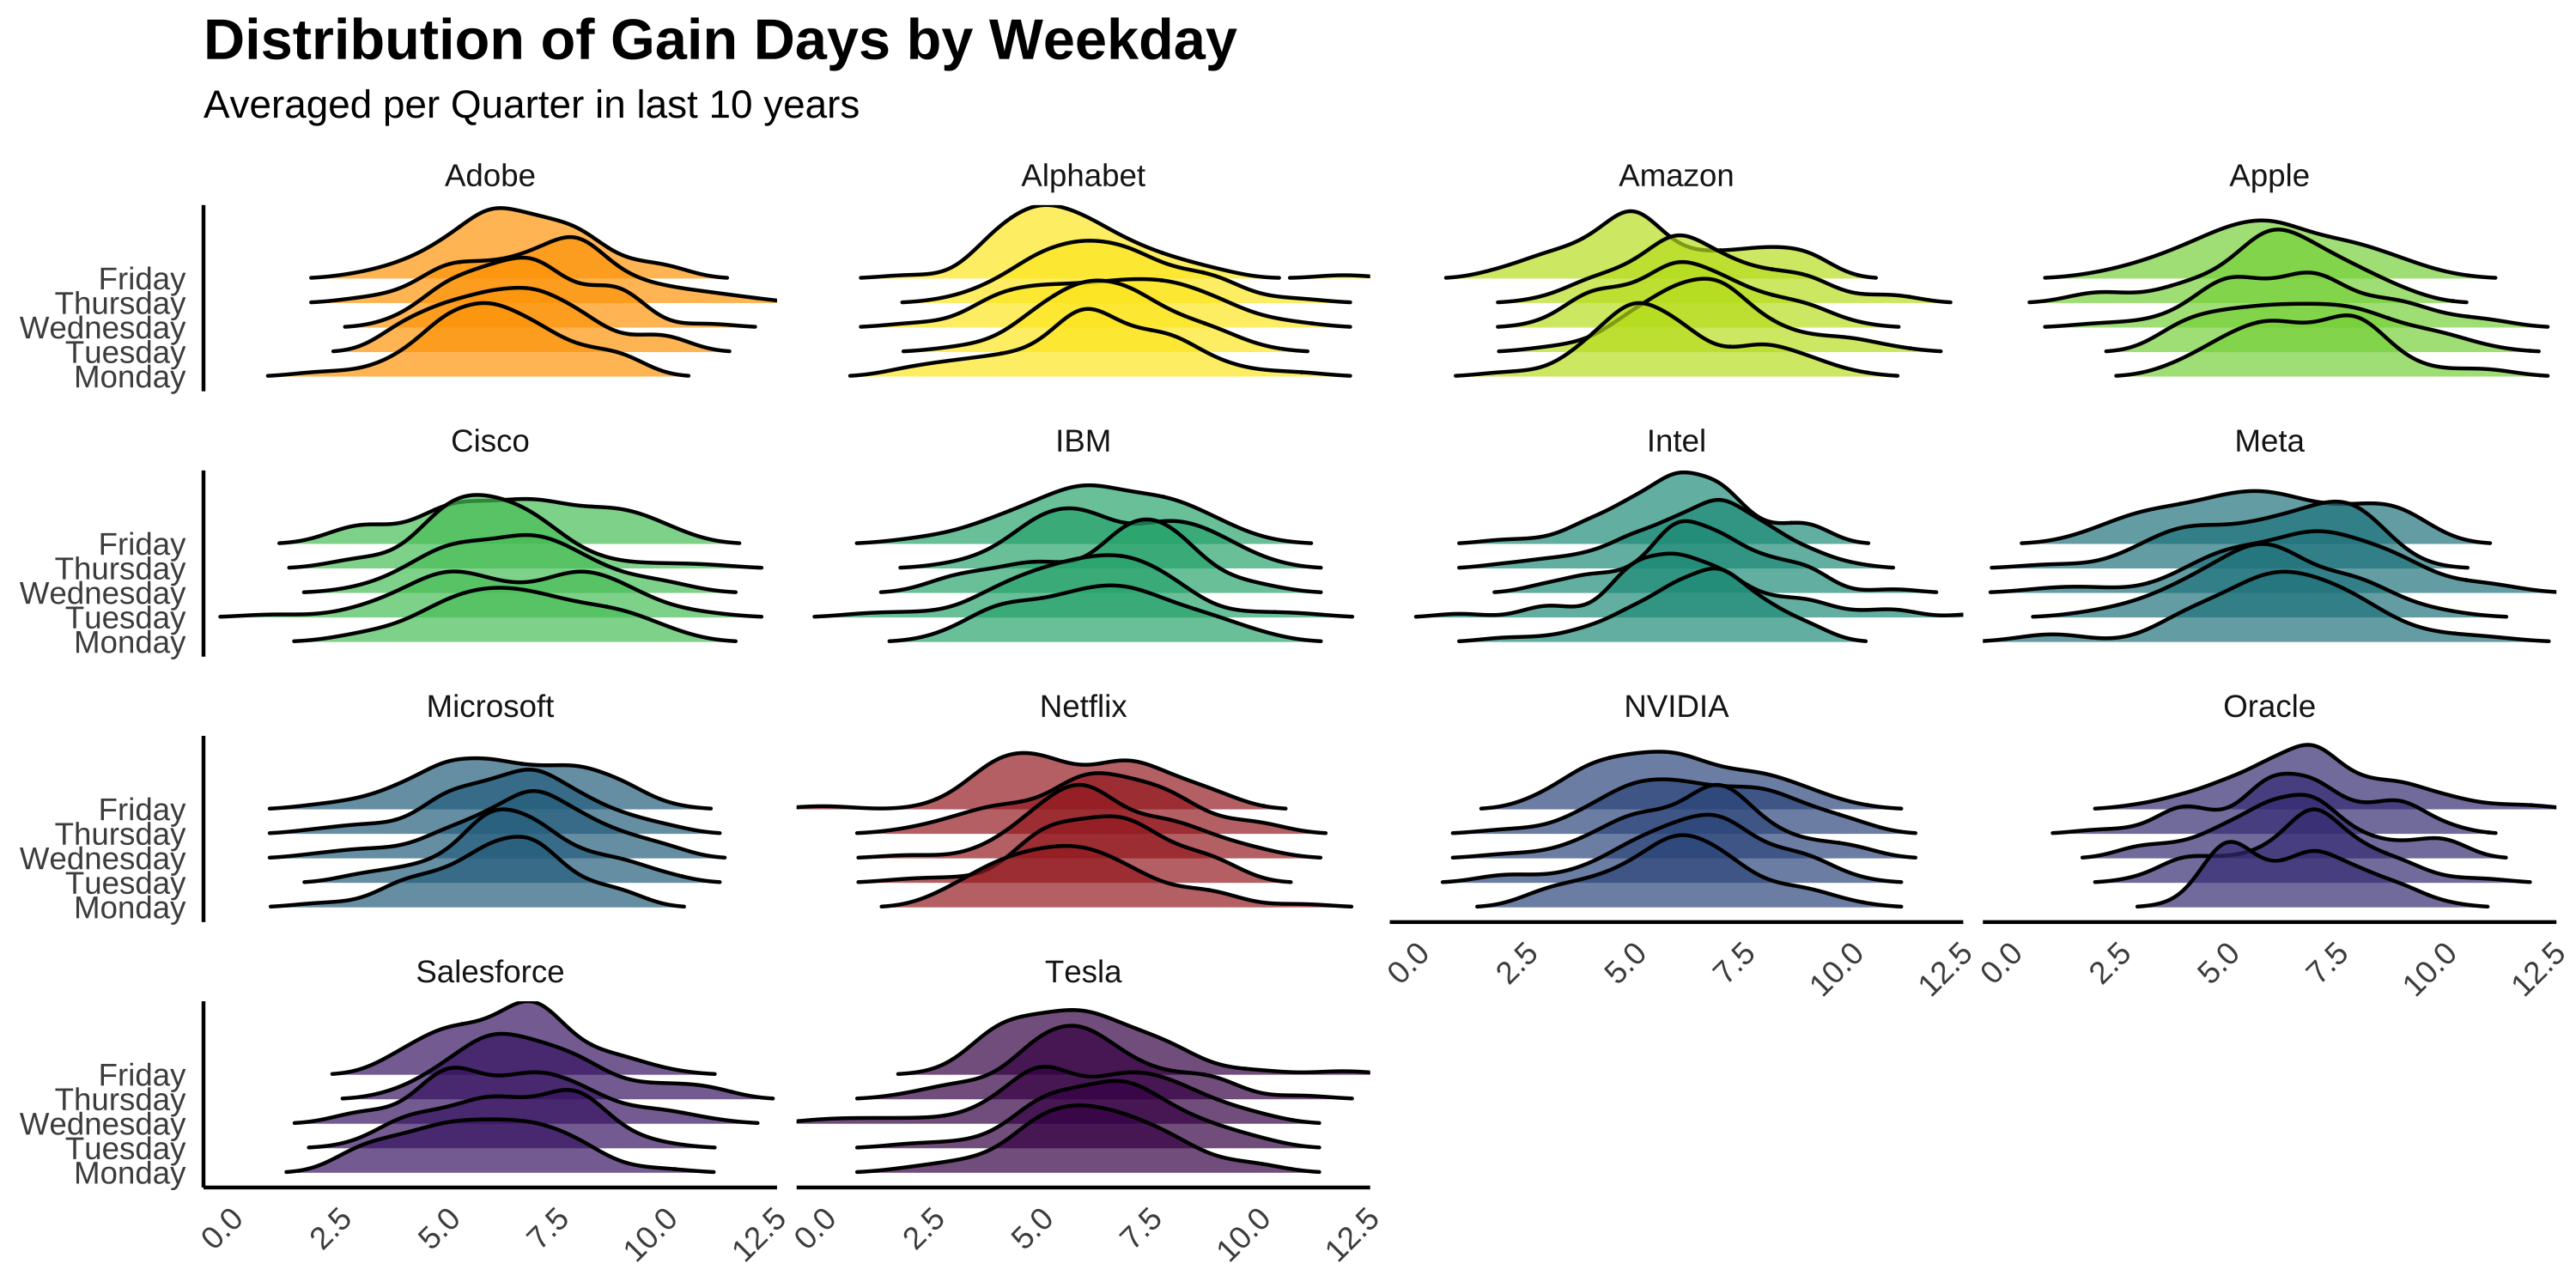 Distribution of Gain Days by Weekday
Averaged per Quarter in last 10 years
Adobe
Alphabet
Amazon
Apple
Friday
Thursday
Wednesday
Tuesday
Monday
Cisco
IBM
Intel
Meta
Friday
Thursday
Wednesday
Tuesday
Monday
Microsoft
Netflix
NVIDIA
Oracle
Friday
Thursday
Wednesday
Tuesday
Monday
0.0 2.5 5.0 7.5 10.0 12.5
0.0 2.5 5.0 7.5 10.0 12.5
Salesforce
Tesla
Friday
Thursday
Wednesday
Tuesday
Monday
0.0 2.5 5.0 7.5 10.0 12.5
0.0 2.5 5.0 7.5 10.0 12.5